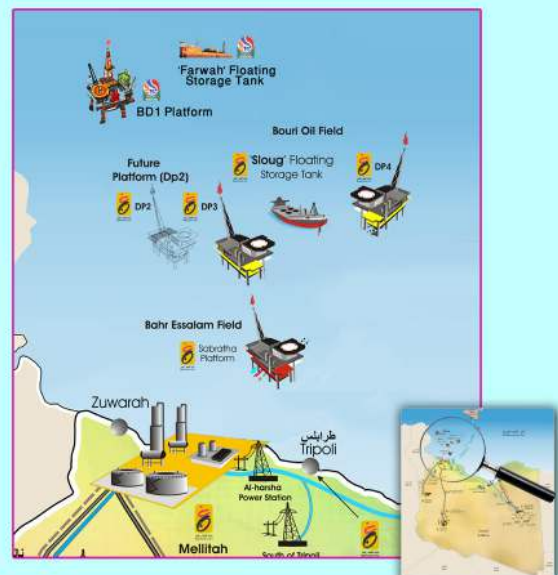 'Farwah' Floating
Storage Tank
BD1 Platform
Bouri Oil Field
'Sloug' Floating
Storage Tank
DP4
Future
Platform (Dp2)
DP2
DP3
Bahr Essalam Field
Sabratha
Platform
Zuwarah
طرابلس
Tripoli
Al-harsha
Power Station
Mellitah
South of Tripoli